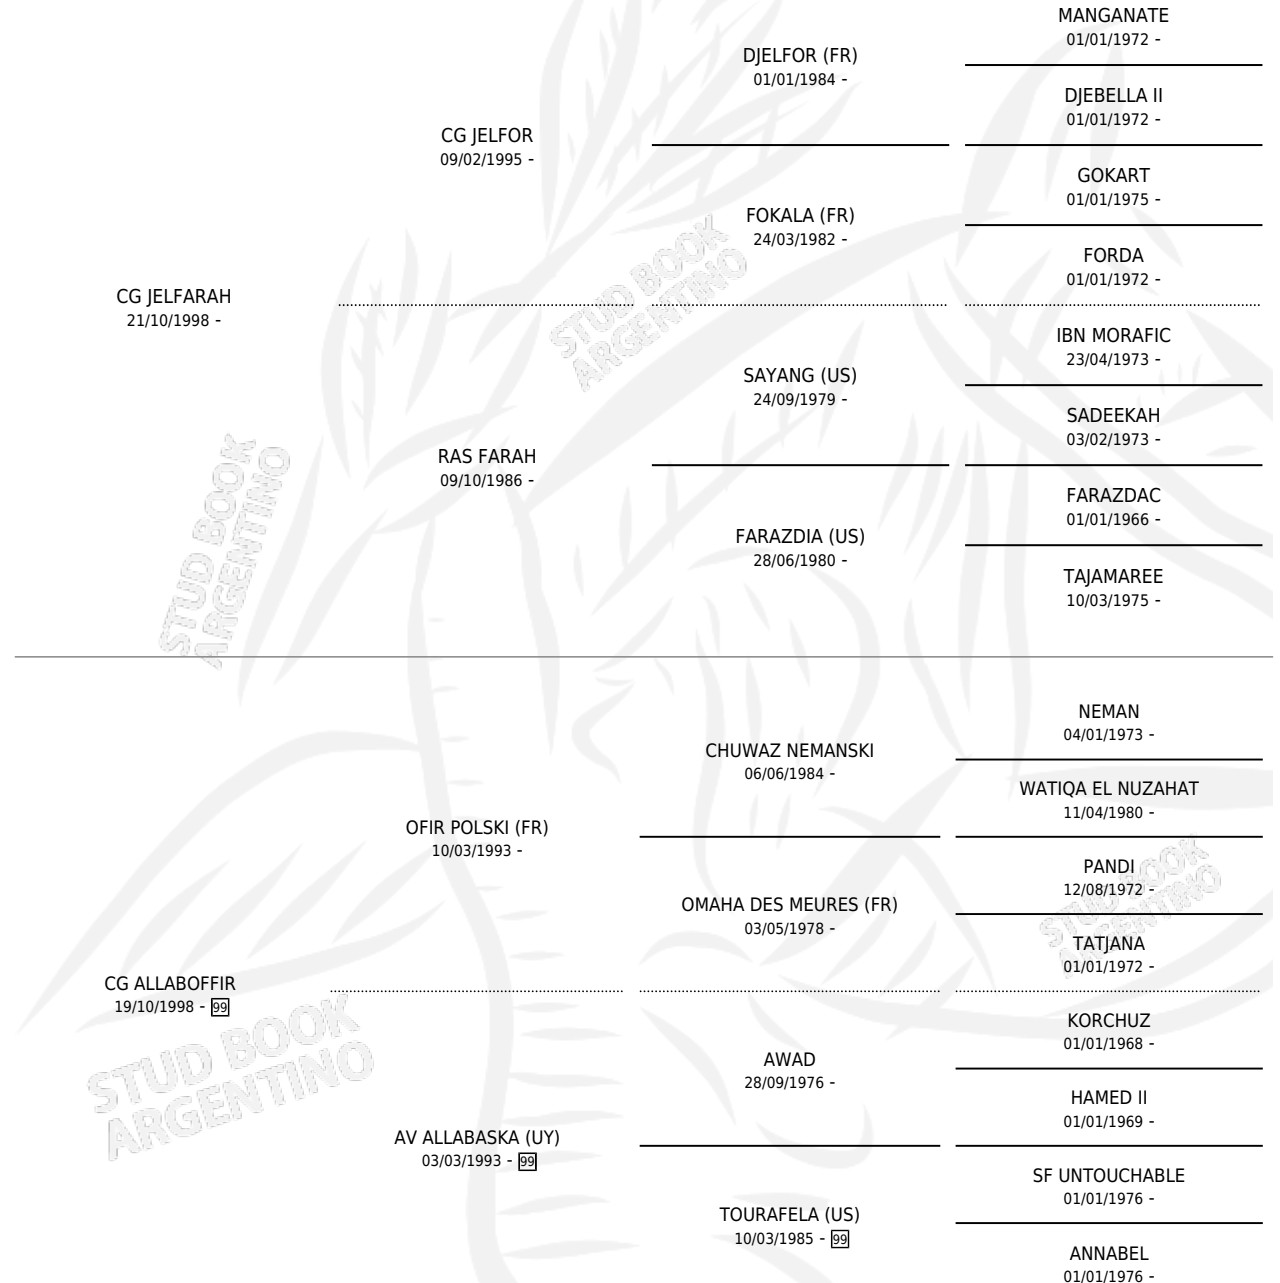 MANGANATE
01/01/1972 -
DJELFOR (FR)
01/01/1984 -
DJEBELLA II
01/01/1972 -
CG JELFOR
09/02/1995 -
GOKART
01/01/1975 -
FOKALA (FR)
24/03/1982 -
FORDA
01/01/1972 -
CG JELFARAH
21/10/1998 -
IBN MORAFIC
23/04/1973 -
SAYANG (US)
24/09/1979 -
SADEEKAH
03/02/1973 -
RAS FARAH
09/10/1986 -
FARAZDAC
01/01/1966 -
FARAZDIA (US)
28/06/1980 -
TAJAMAREE
10/03/1975 -
STUD BOOK
ARGENTINO
STUD BOOK
ARGENTINO
NEMAN
04/01/1973 -
CHUWAZ NEMANSKI
06/06/1984 -
WATIQA EL NUZAHAT
11/04/1980 -
OFIR POLSKI (FR)
10/03/1993 -
PANDI
12/08/1972 -
OMAHA DES MEURES (FR)
03/05/1978 -
TATJANA
01/01/1972 -
STUD BOOK
ARGENTINO
CG ALLABOFFIR
19/10/1998 - 99
KORCHUZ
01/01/1968 -
AWAD
28/09/1976 -
HAMED II
01/01/1969 -
AV ALLABASKA (UY)
03/03/1993 - 99
SF UNTOUCHABLE
01/01/1976 -
TOURAFELA (US)
10/03/1985 - 99
ANNABEL
01/01/1976 -
STUD BOOK
ARGENTINO